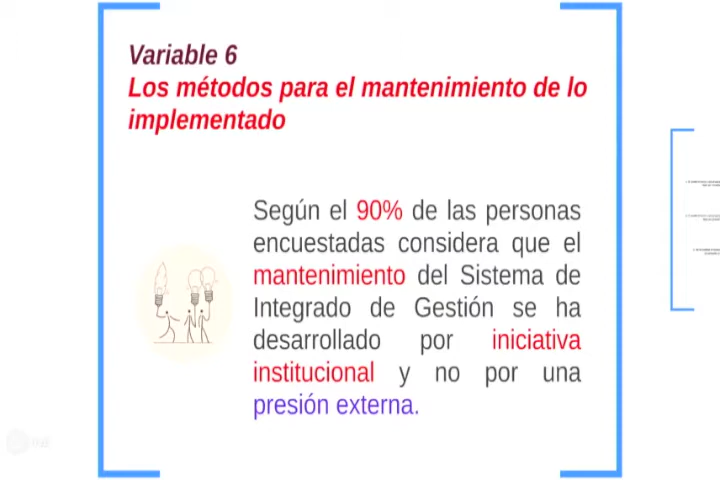 Variable 6
Los métodos para el mantenimiento de lo
implementado
Según el 90% de las personas
encuestadas considera que el
mantenimiento del Sistema de
Integrado de Gestión se ha
desarrollado por iniciativa
institucional y no por una
presión externa.